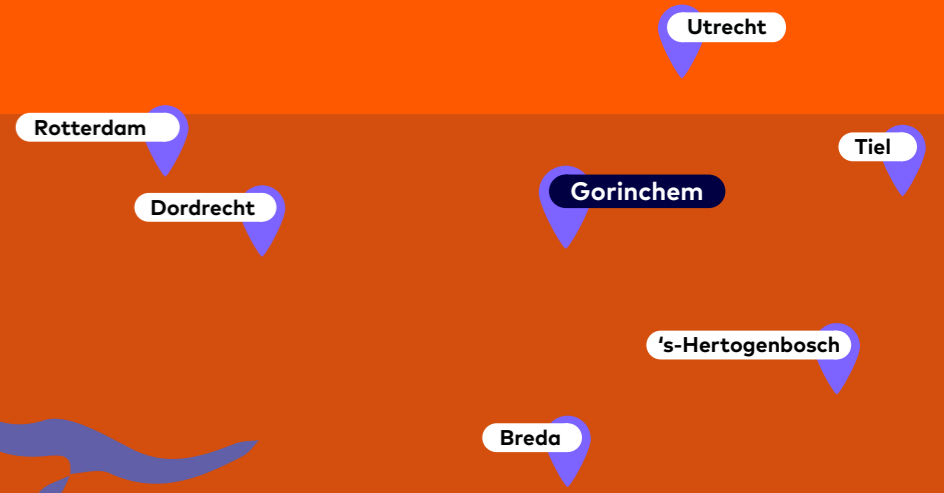 Utrecht
Rotterdam
Tiel
Gorinchem
Dordrecht
‘s-Hertogenbosch
Breda